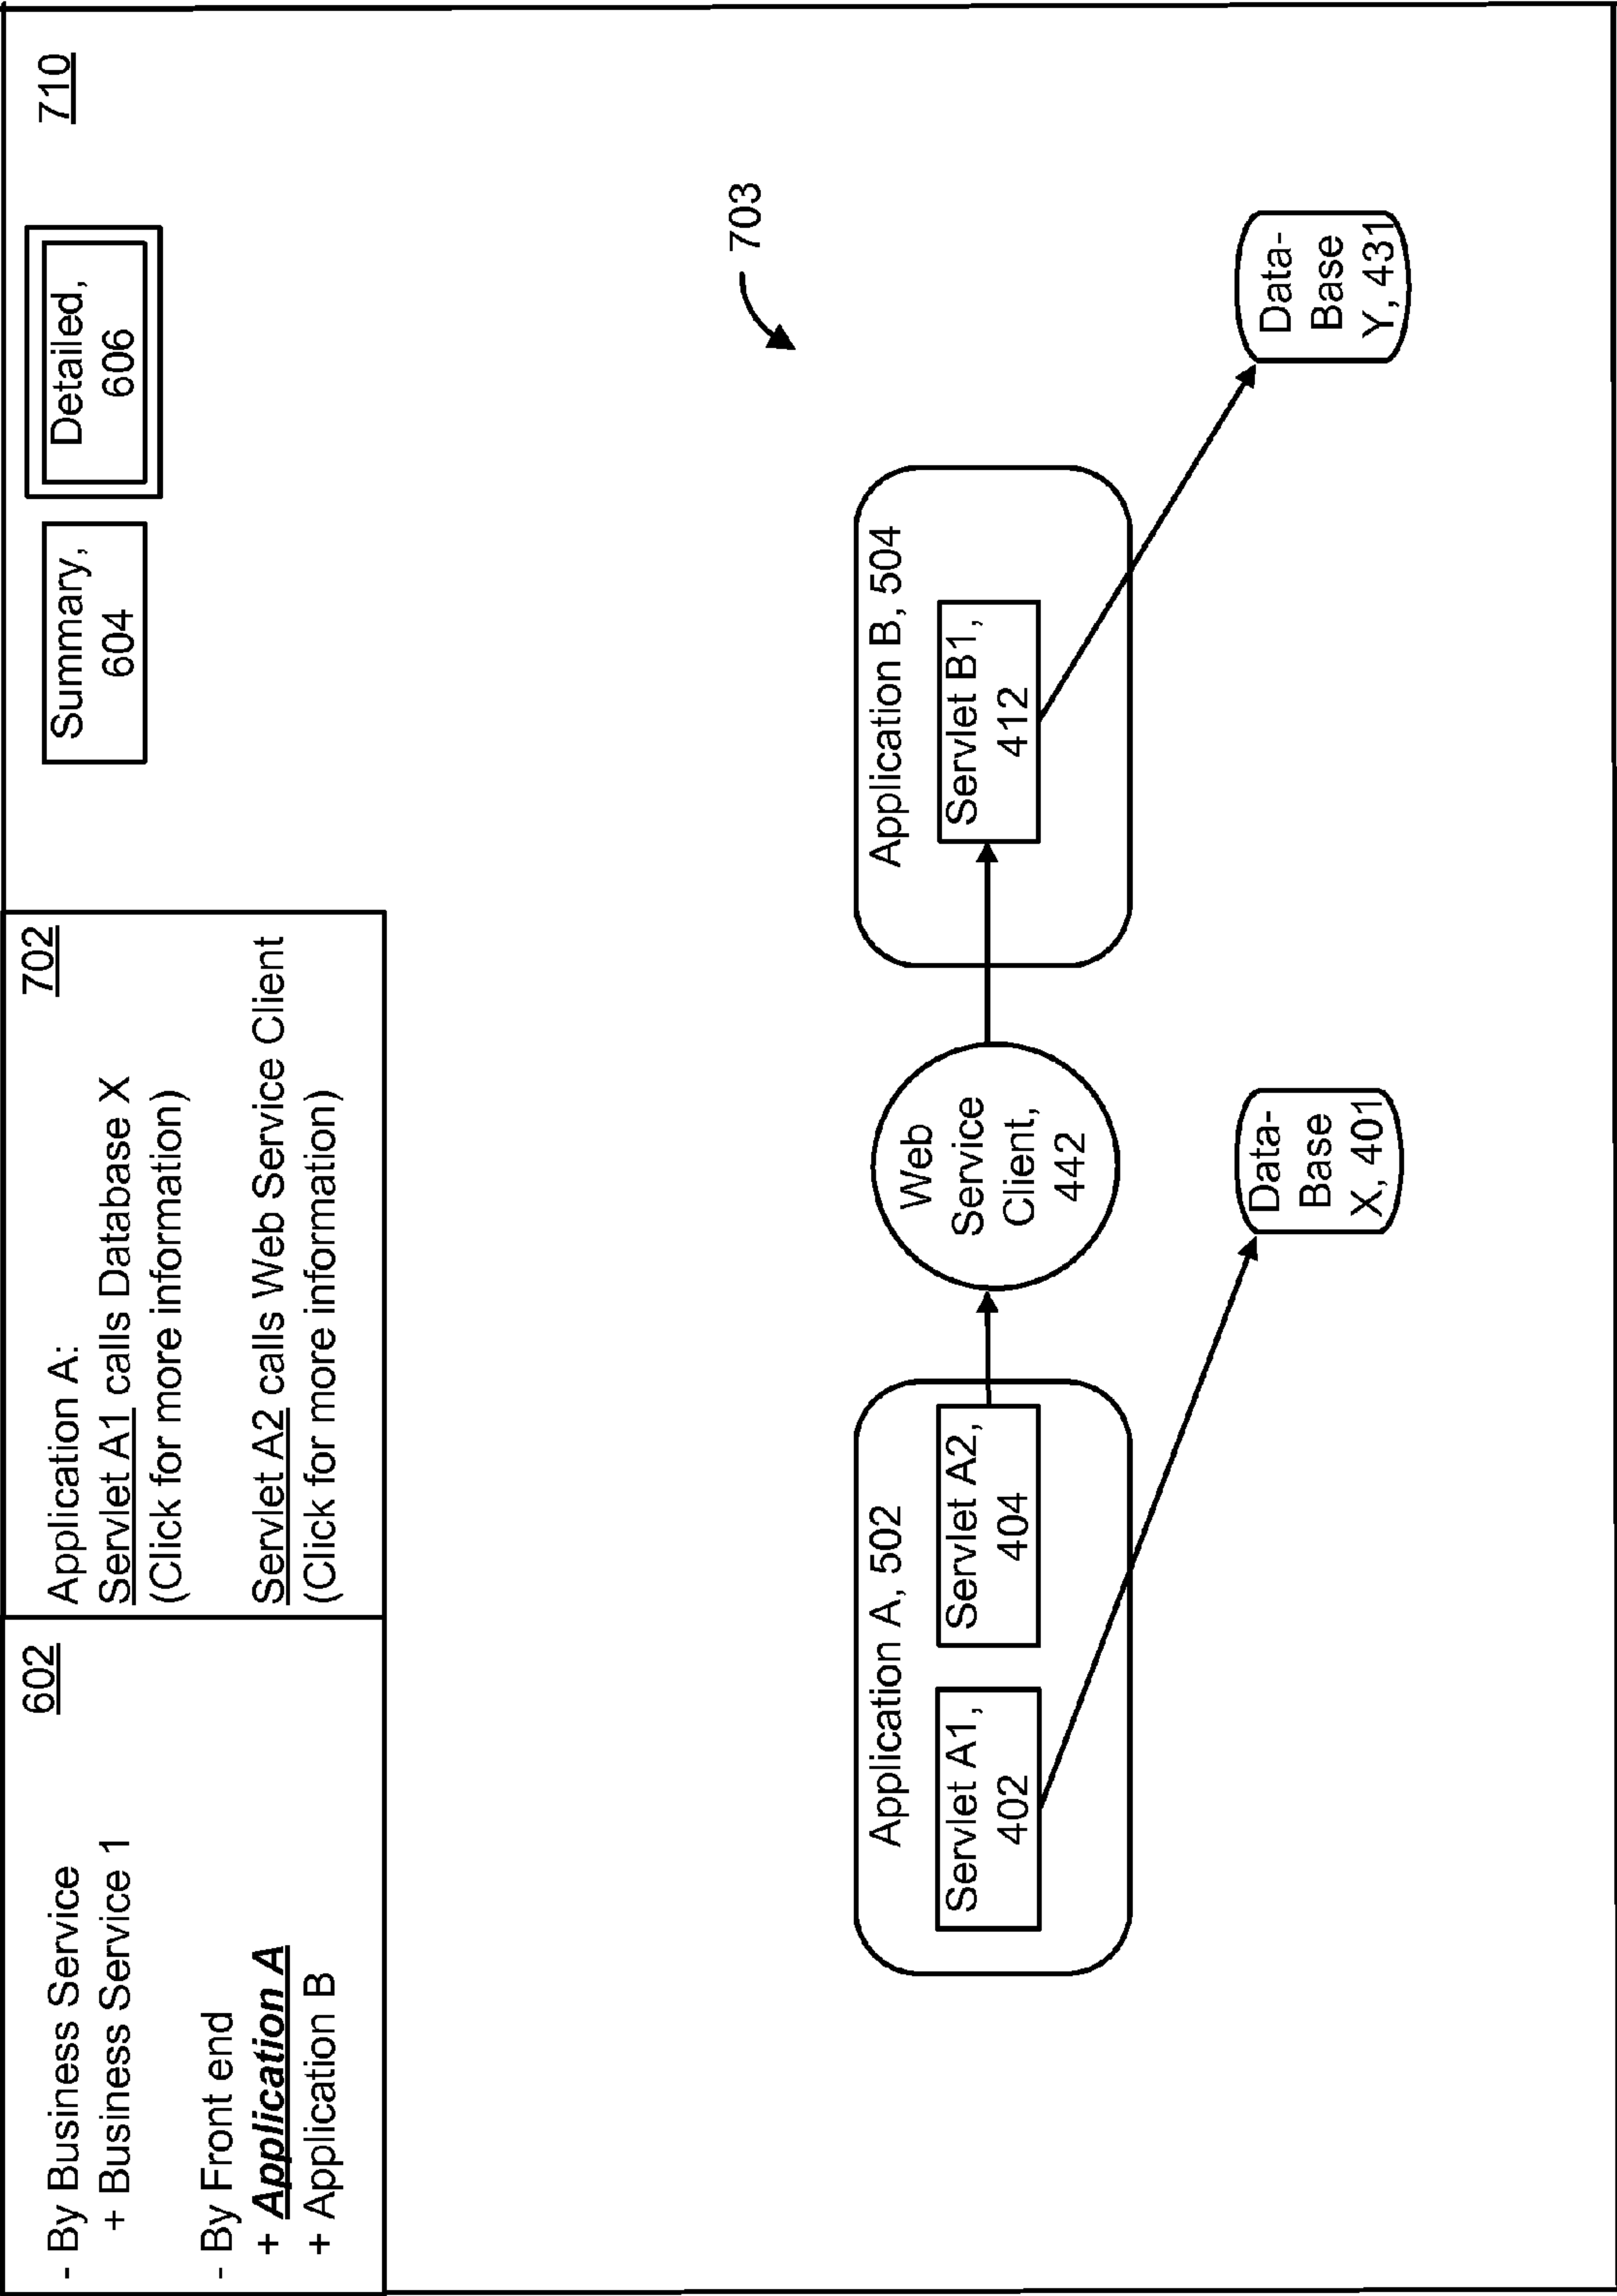 602
- By Business Service
+ Business Service 1
- By Front end
+ Application A
+ Application B
702
Application A:
Servlet A1 calls Database X
(Click for more information)
Servlet A2 calls Web Service Client
(Click for more information)
Summary,
604
Detailed,
606
710
703
Application A, 502
Servlet A1,
402
Servlet A2,
404
Web
Service
Client,
442
Application B, 504
Servlet B1,
412
Data-
Base
X, 401
Data-
Base
Y, 431